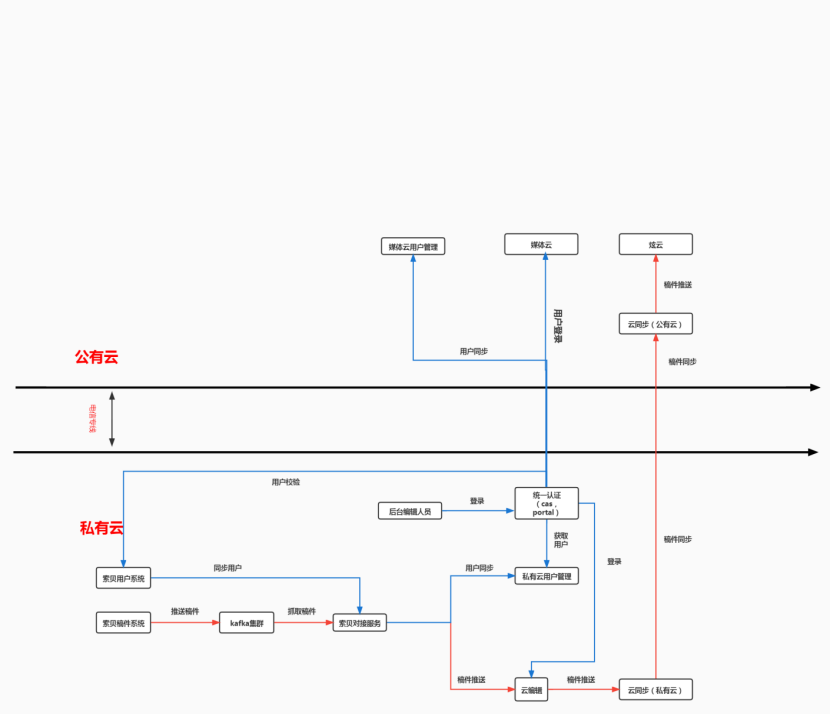 媒体云用户管理
媒体云
炫云
稿件推送
用户登录
云同步（公有云）
用户同步
公有云
稿件同步
电信专线
用户校验
统一认证
（cas，
portal）
登录
后台编辑人员
私有云
获取
用户
稿件同步
登录
同步用户
用户同步
索贝用户系统
私有云用户管理
推送稿件
抓取稿件
索贝稿件系统
kafka集群
索贝对接服务
稿件推送
稿件推送
云编辑
云同步（私有云）